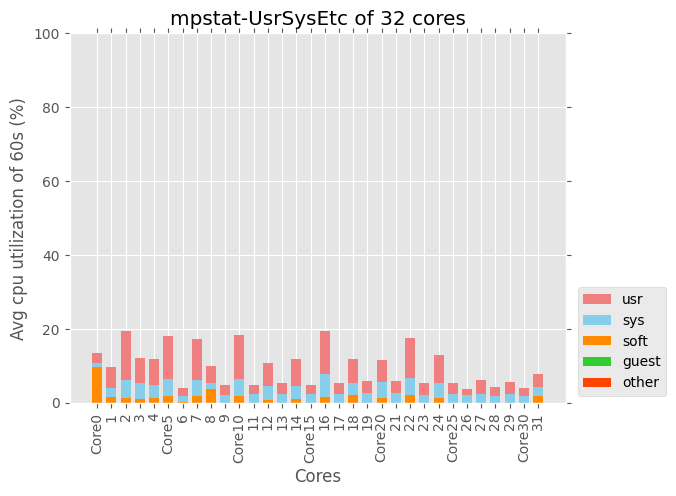 mpstat-UsrSysEtc of 32 cores
Avg cpu utilization of 60s (%)
100
80
60
40
20
0
Core0
1
2
3
4
Core5
6
7
8
9
Core10
11
12
13
14
Core15
16
17
18
19
Core20
21
22
23
24
Core25
26
27
28
29
Core30
31
Cores
usr
sys
soft
guest
other